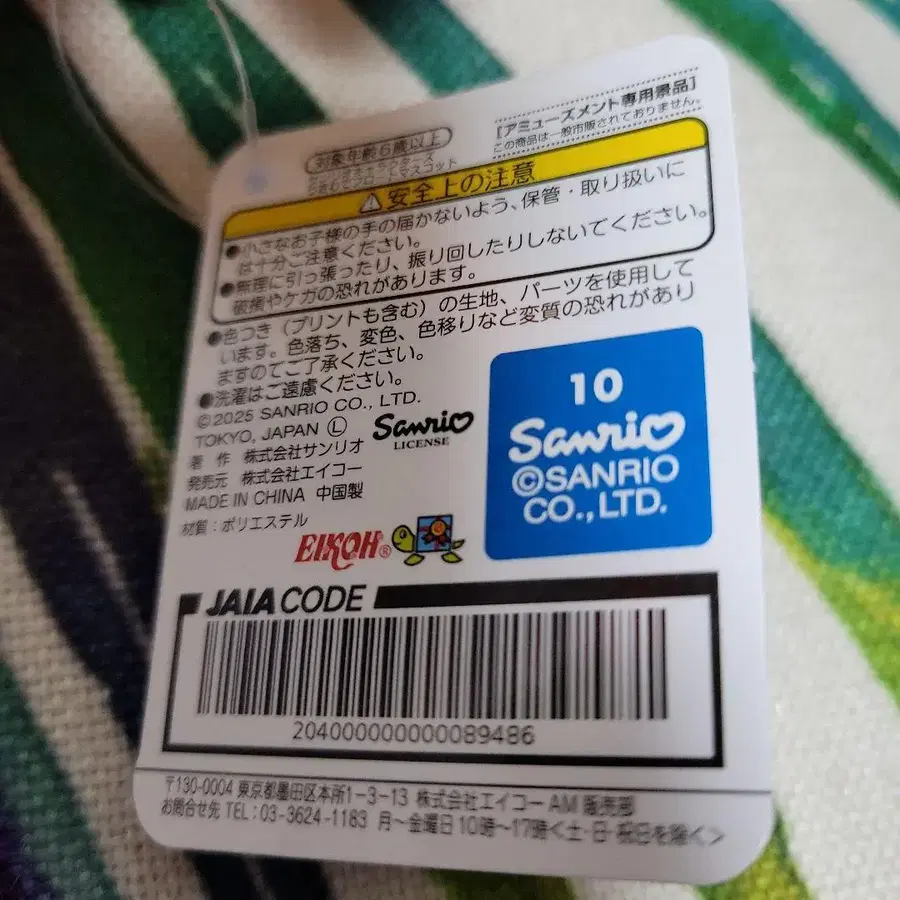 対象年齢6歳以上
[アミューズメント専用景品]
この商品は一般市販されておりません。
⚠安全上の注意
●小さなお子様の手の届かないよう、保管・取り扱いに
は十分ご注意ください。
●無理に引っ張ったり、振り回したりしないでください。
破損やケガの恐れがあります。
●色つき(プリントも含む)の生地、パーツを使用して
います。色落ち、変色、色移りなど変質の恐れがあり
ますのでご了承ください。
●洗濯はご遠慮ください。
©2025 SANRIO CO., LTD.
TOKYO, JAPAN Ⓛ
Sanrio
LICENSE
著 作 株式会社サンリオ
発売元 株式会社エイコー
MADE IN CHINA 中国製
材質:ポリエステル
EIKOH®
10
Sanrio
©SANRIO
CO., LTD.
JAIA CODE
2040000000000089486
〒130-0004 東京都墨田区本所1-3-13 株式会社エイコー AM 販売部
お問合せ先 TEL:03-3624-1183 月〜金曜日10時〜17時<土・日・祝日を除く>